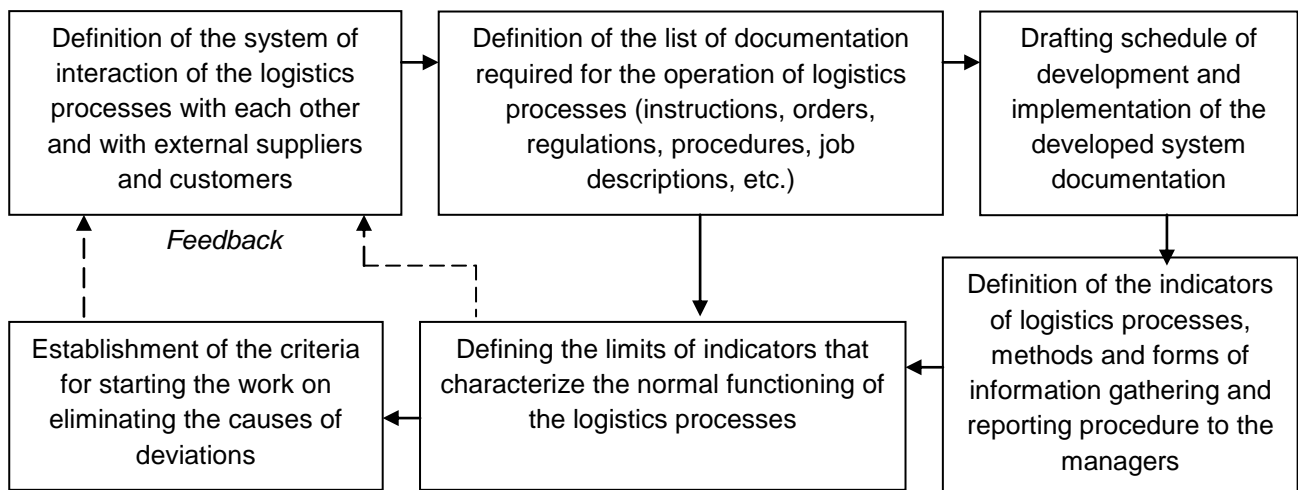 Definition of the system of
interaction of the logistics
processes with each other
and with external suppliers
and customers
Definition of the list of documentation
required for the operation of logistics
processes (instructions, orders,
regulations, procedures, job
descriptions, etc.)
Drafting schedule of
development and
implementation of the
developed system
documentation
Feedback
Establishment of the criteria
for starting the work on
eliminating the causes of
deviations
Defining the limits of indicators that
characterize the normal functioning of
the logistics processes
Definition of the indicators
of logistics processes,
methods and forms of
information gathering and
reporting procedure to the
managers